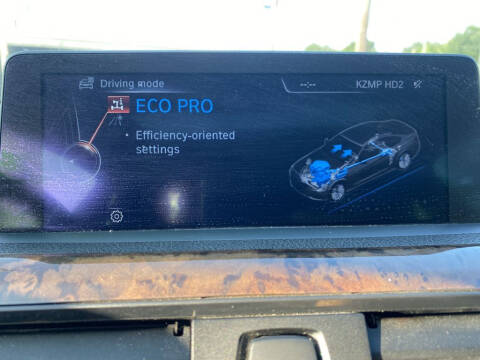 Driving mode
--:--
KZMP HD2
ECO PRO
• Efficiency-oriented
settings